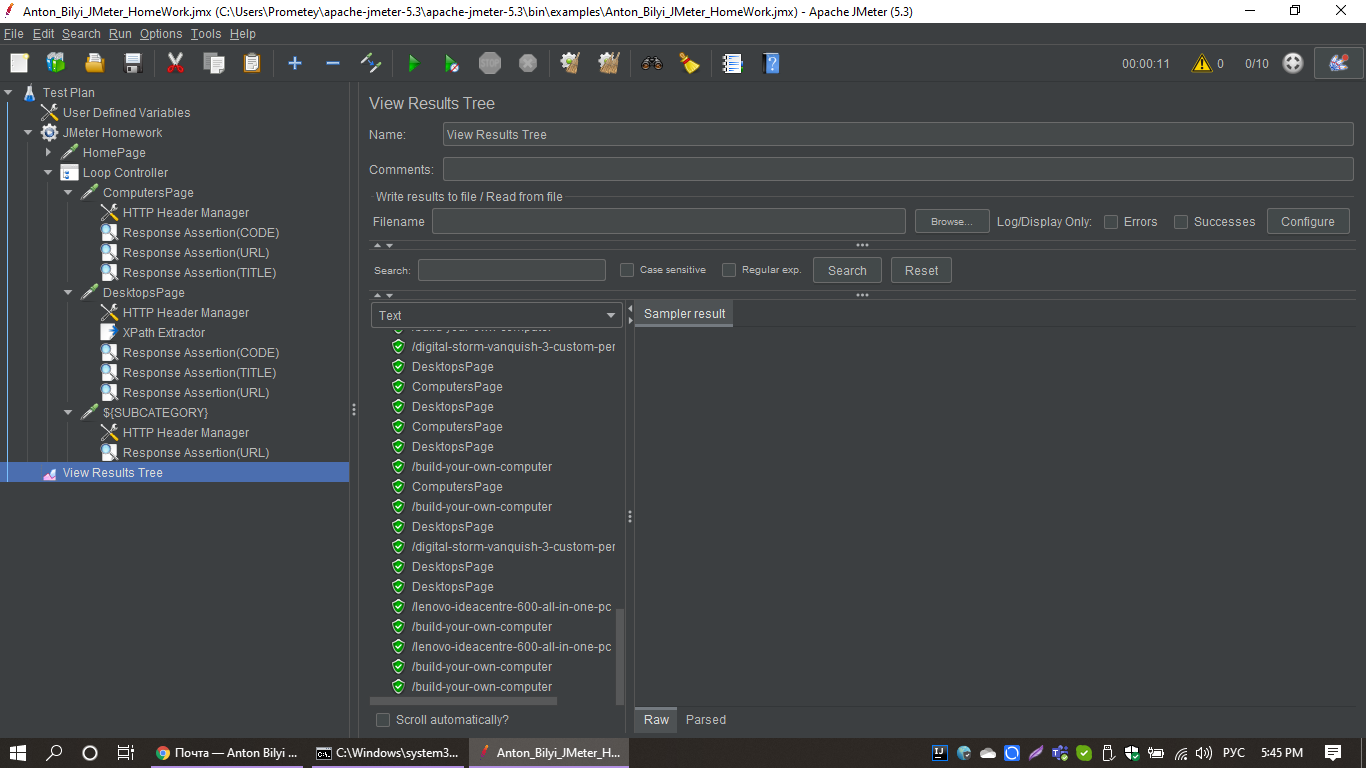 Anton_Bilyi_JMeter_HomeWork.jmx (C:\Users\Prometey\apache-jmeter-5.3\apache-jmeter-5.3\bin\examples\Anton_Bilyi_JMeter_HomeWork.jmx) - Apache JMeter (5.3)
File Edit Search Run Options Tools Help
STOP 00:00:11 0 0/10
Test Plan
User Defined Variables
JMeter Homework
HomePage
Loop Controller
ComputersPage
HTTP Header Manager
Response Assertion(CODE)
Response Assertion(URL)
Response Assertion(TITLE)
DesktopsPage
HTTP Header Manager
XPath Extractor
Response Assertion(CODE)
Response Assertion(TITLE)
Response Assertion(URL)
${SUBCATEGORY}
HTTP Header Manager
Response Assertion(URL)
View Results Tree
View Results Tree
Name: View Results Tree
Comments:
Write results to file / Read from file
Filename Browse... Log/Display Only: Errors Successes Configure
Search: Case sensitive Regular exp. Search Reset
Text
/build-your-own-computer
/digital-storm-vanquish-3-custom-per
DesktopsPage
ComputersPage
DesktopsPage
ComputersPage
DesktopsPage
/build-your-own-computer
ComputersPage
/build-your-own-computer
DesktopsPage
/digital-storm-vanquish-3-custom-per
DesktopsPage
DesktopsPage
/lenovo-ideacentre-600-all-in-one-pc
/build-your-own-computer
/lenovo-ideacentre-600-all-in-one-pc
/build-your-own-computer
/build-your-own-computer
Scroll automatically?
Sampler result
Raw Parsed
Почта — Anton Bilyi ... C:\Windows\system3... Anton_Bilyi_JMeter_H... РУС 5:45 PM